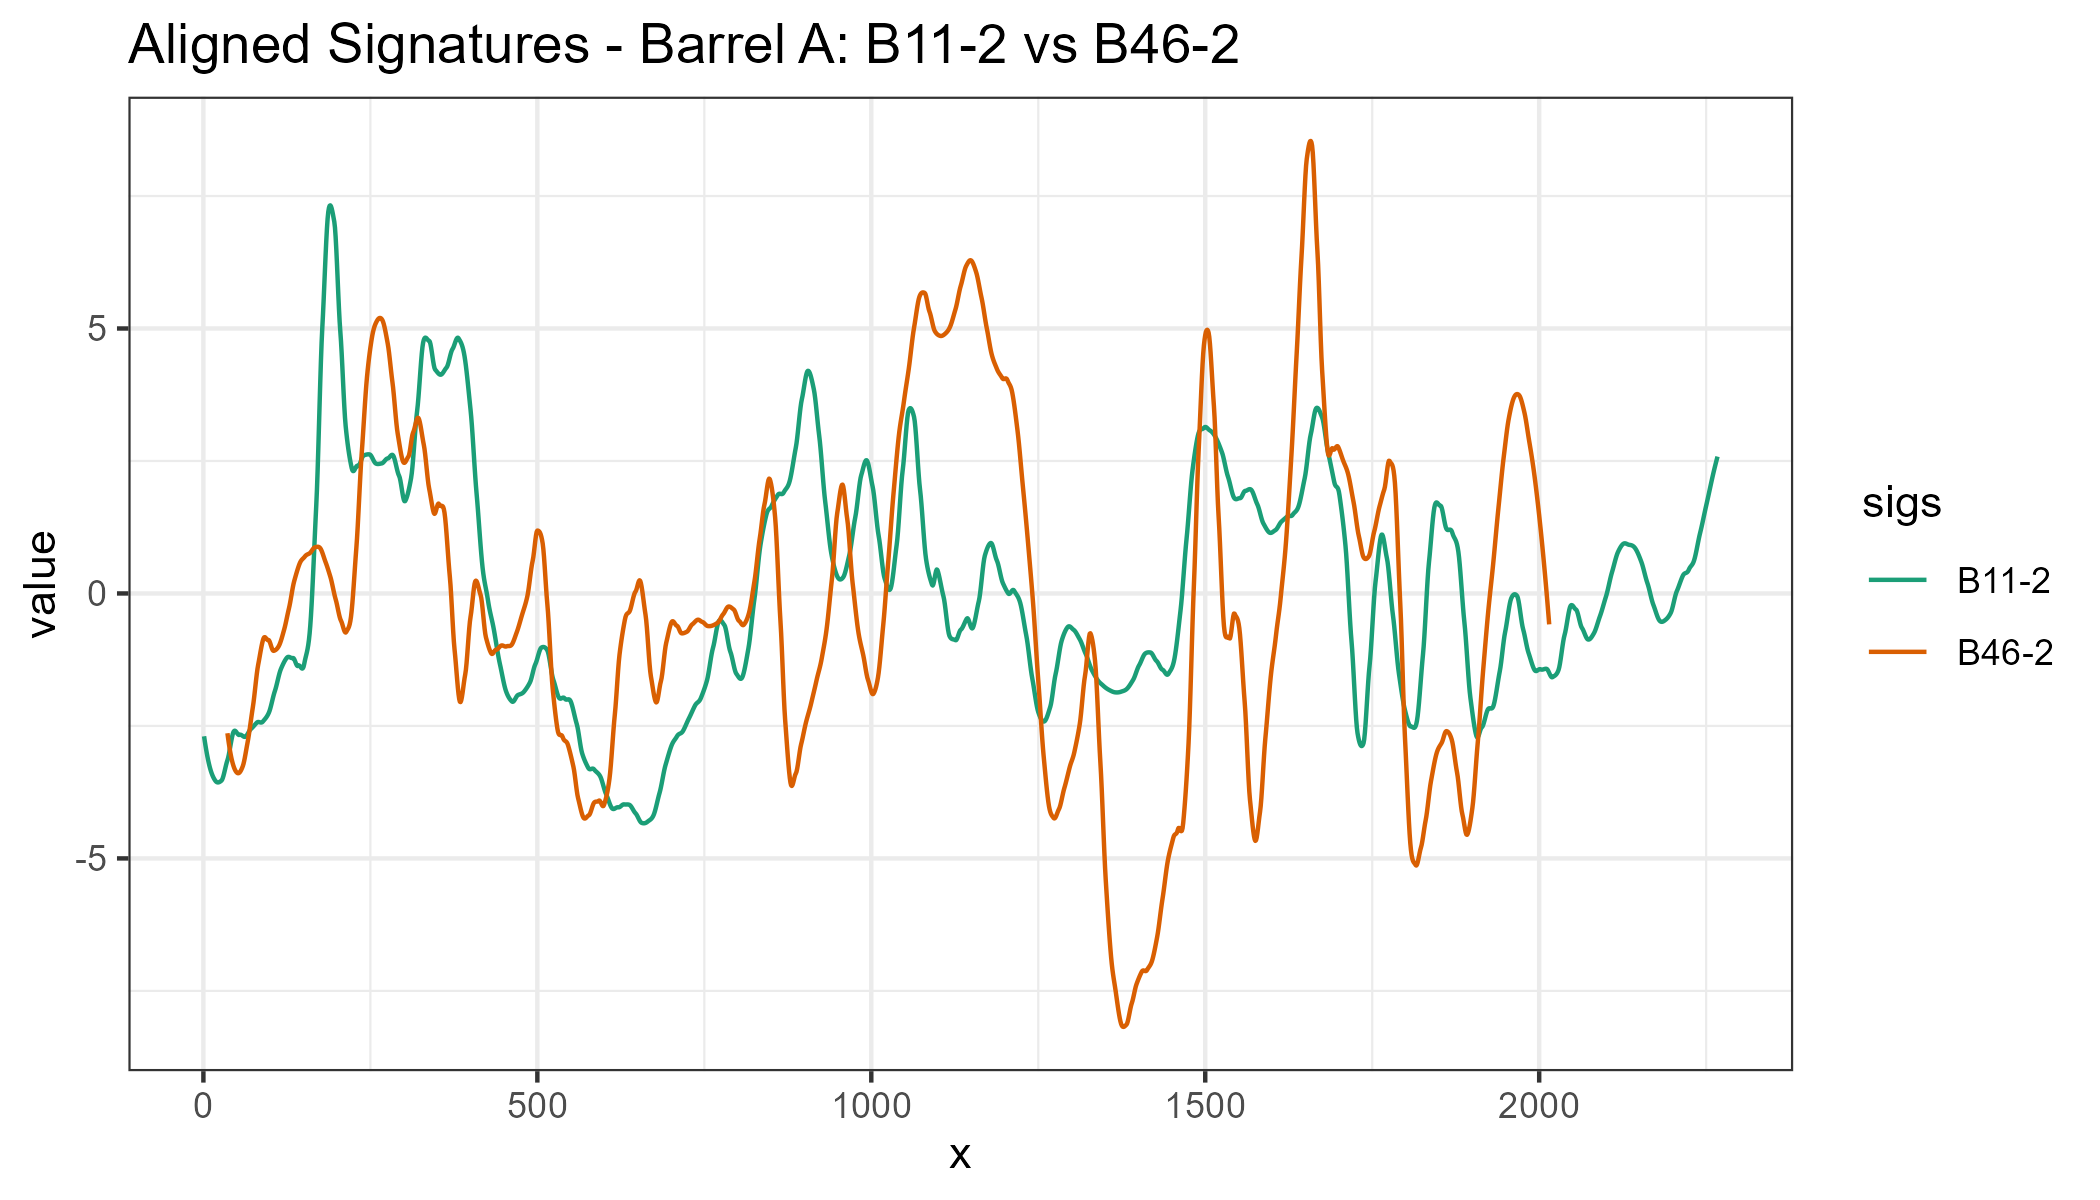 Aligned Signatures - Barrel A: B11-2 vs B46-2
value
5
0
-5
0 500 1000 1500 2000
x
sigs
B11-2
B46-2